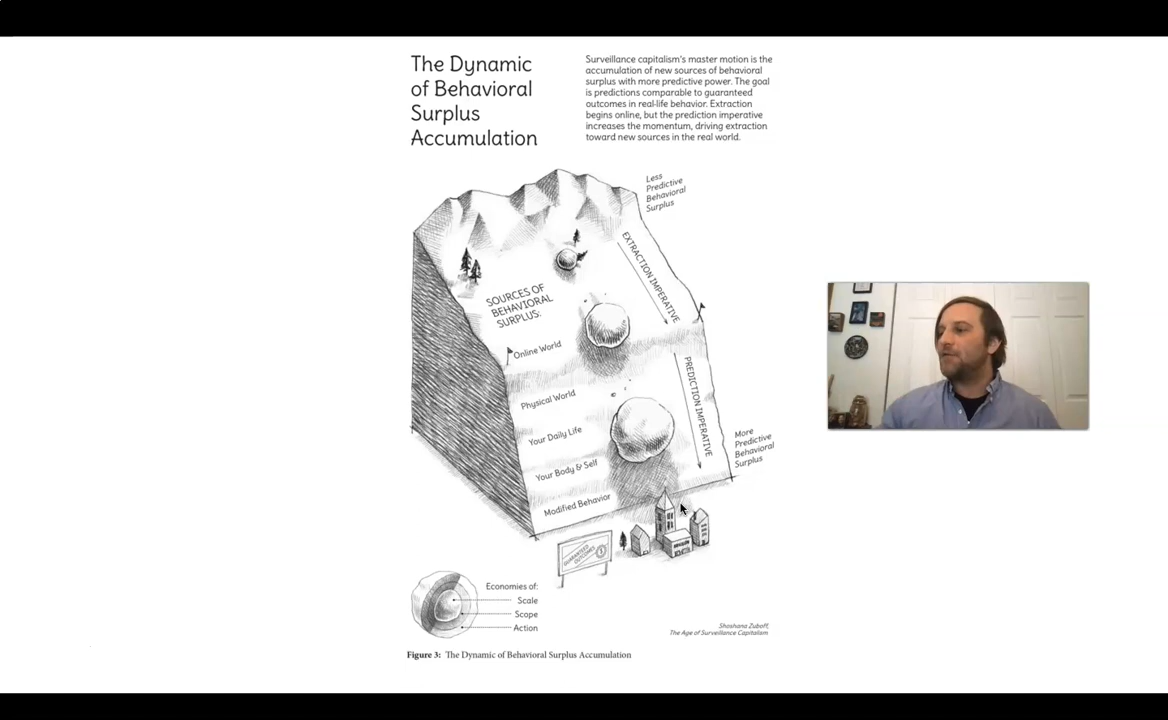 The Dynamic
of Behavioral
Surplus
Accumulation
Surveillance capitalism's master motion is the
accumulation of new sources of behavioral
surplus with more predictive power. The goal
is predictions comparable to guaranteed
outcomes in real-life behavior. Extraction
begins online, but the prediction imperative
increases the momentum, driving extraction
toward new sources in the real world.
Less
Predictive
Behavioral
Surplus
EXTRACTION IMPERATIVE
SOURCES OF
BEHAVIORAL
SURPLUS:
Online World
Physical World
Your Daily Life
Your Body & Self
Modified Behavior
PREDICTION IMPERATIVE
More
Predictive
Behavioral
Surplus
GUARANTEED
OUTCOMES
Economies of:
Scale
Scope
Action
Shoshana Zuboff,
The Age of Surveillance Capitalism
Figure 3: The Dynamic of Behavioral Surplus Accumulation